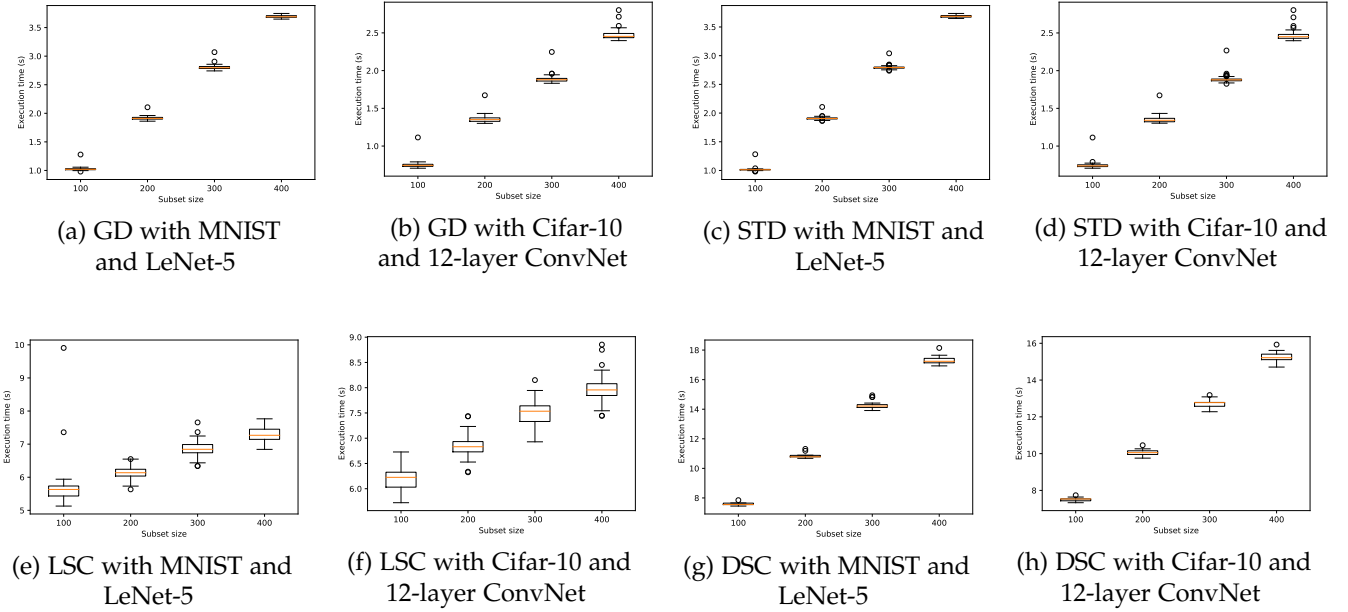 3.5
3.0
2.5
2.0
1.5
1.0
Execution time (s)
100 200 300 400
Subset size
(a) GD with MNIST
and LeNet-5
2.5
2.0
1.5
1.0
Execution time (s)
100 200 300 400
Subset size
(b) GD with Cifar-10
and 12-layer ConvNet
3.5
3.0
2.5
2.0
1.5
1.0
Execution time (s)
100 200 300 400
Subset size
(c) STD with MNIST and
LeNet-5
2.5
2.0
1.5
1.0
Execution time (s)
100 200 300 400
Subset size
(d) STD with Cifar-10 and
12-layer ConvNet
10
9
8
7
6
5
Execution time (s)
100 200 300 400
Subset size
(e) LSC with MNIST and
LeNet-5
9.0
8.5
8.0
7.5
7.0
6.5
6.0
Execution time (s)
100 200 300 400
Subset size
(f) LSC with Cifar-10 and
12-layer ConvNet
18
16
14
12
10
8
Execution time (s)
100 200 300 400
Subset size
(g) DSC with MNIST and
LeNet-5
16
14
12
10
8
Execution time (s)
100 200 300 400
Subset size
(h) DSC with Cifar-10 and
12-layer ConvNet